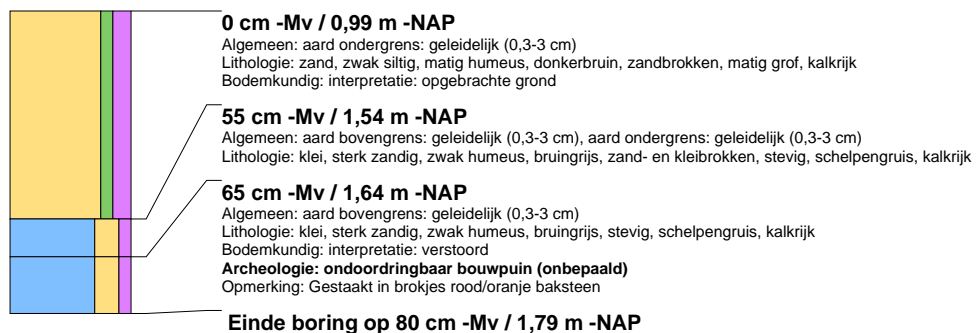 0 cm -Mv / 0,99 m -NAP
Algemeen: aard ondergrens: geleidelijk (0,3-3 cm)
Lithologie: zand, zwak siltig, matig humeus, donkerbruin, zandbrokken, matig grof, kalkrijk
Bodemkundig: interpretatie: opgebrachte grond
55 cm -Mv / 1,54 m -NAP
Algemeen: aard bovengrens: geleidelijk (0,3-3 cm), aard ondergrens: geleidelijk (0,3-3 cm)
Lithologie: klei, sterk zandig, zwak humeus, bruingrijs, zand- en kleibrokken, stevig, schelpengruis, kalkrijk
65 cm -Mv / 1,64 m -NAP
Algemeen: aard bovengrens: geleidelijk (0,3-3 cm)
Lithologie: klei, sterk zandig, zwak humeus, bruingrijs, stevig, schelpengruis, kalkrijk
Bodemkundig: interpretatie: verstoord
Archeologie: ondoordringbaar bouwpuin (onbepaald)
Opmerking: Gestaakt in brokjes rood/oranje baksteen
Einde boring op 80 cm -Mv / 1,79 m -NAP